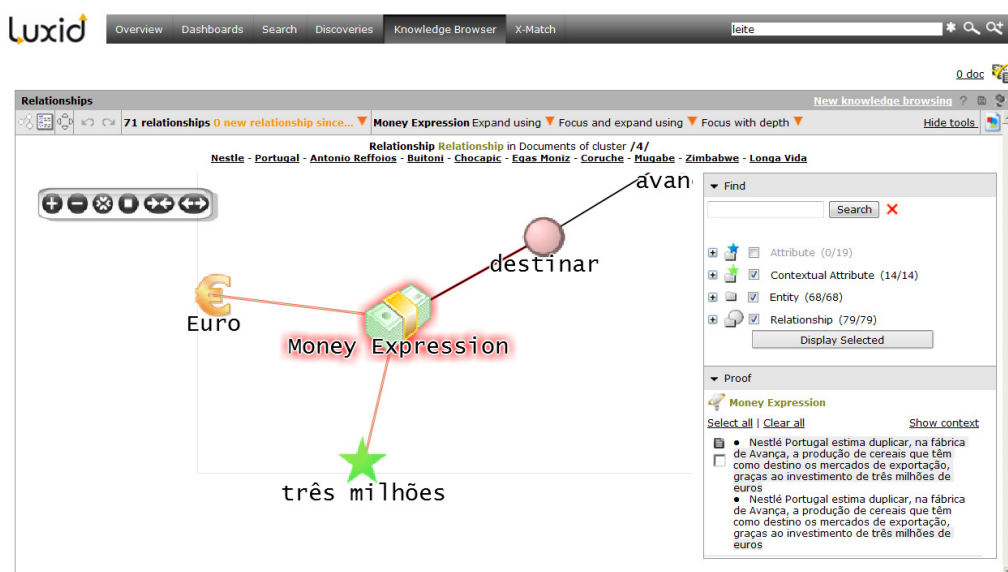 Luxid
Overview Dashboards Search Discoveries Knowledge Browser X-Match
leite
0 doc
Relationships
New knowledge browsing ?
71 relationships 0 new relationship since... Money Expression Expand using Focus and expand using Focus with depth
Hide tools
Relationship Relationship in Documents of cluster /4/
Nestle - Portugal - Antonio Reffoios - Buitoni - Chocapic - Egas Moniz - Coruche - Mugabe - Zimbabwe - Longa Vida
ávan
destinar
Euro
Money Expression
três milhões
Find
Search
Attribute (0/19)
Contextual Attribute (14/14)
Entity (68/68)
Relationship (79/79)
Display Selected
Proof
Money Expression
Select all | Clear all Show context
• Nestlé Portugal estima duplicar, na fábrica
de Avança, a produção de cereais que têm
como destino os mercados de exportação,
graças ao investimento de três milhões de
euros
• Nestlé Portugal estima duplicar, na fábrica
de Avança, a produção de cereais que têm
como destino os mercados de exportação,
graças ao investimento de três milhões de
euros